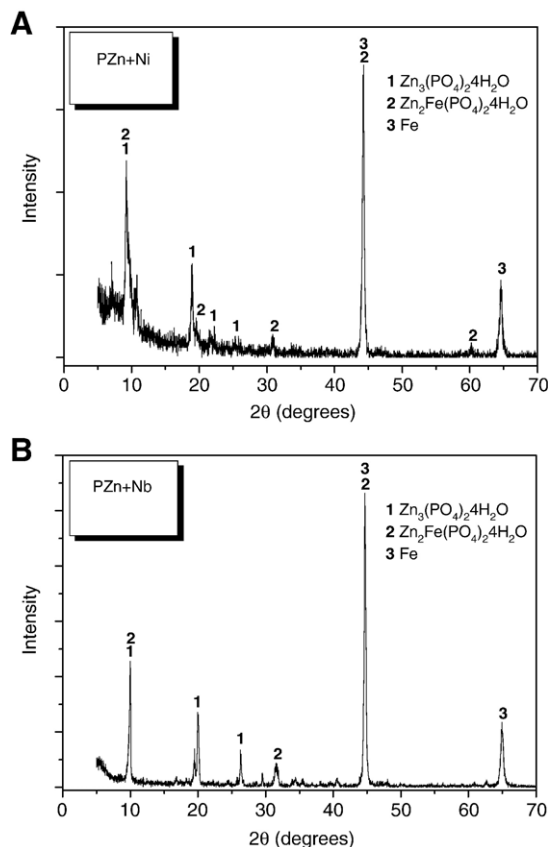 A
PZn+Ni
3
2
1 Zn₃(PO₄)₂4H₂O
2 Zn₂Fe(PO₄)₂4H₂O
3 Fe
2
1
1
2
1
1
2
2
3
Intensity
0 10 20 30 40 50 60 70
2θ (degrees)
B
PZn+Nb
3
2
1 Zn₃(PO₄)₂4H₂O
2 Zn₂Fe(PO₄)₂4H₂O
3 Fe
2
1
1
1
2
3
Intensity
0 10 20 30 40 50 60 70
2θ (degrees)